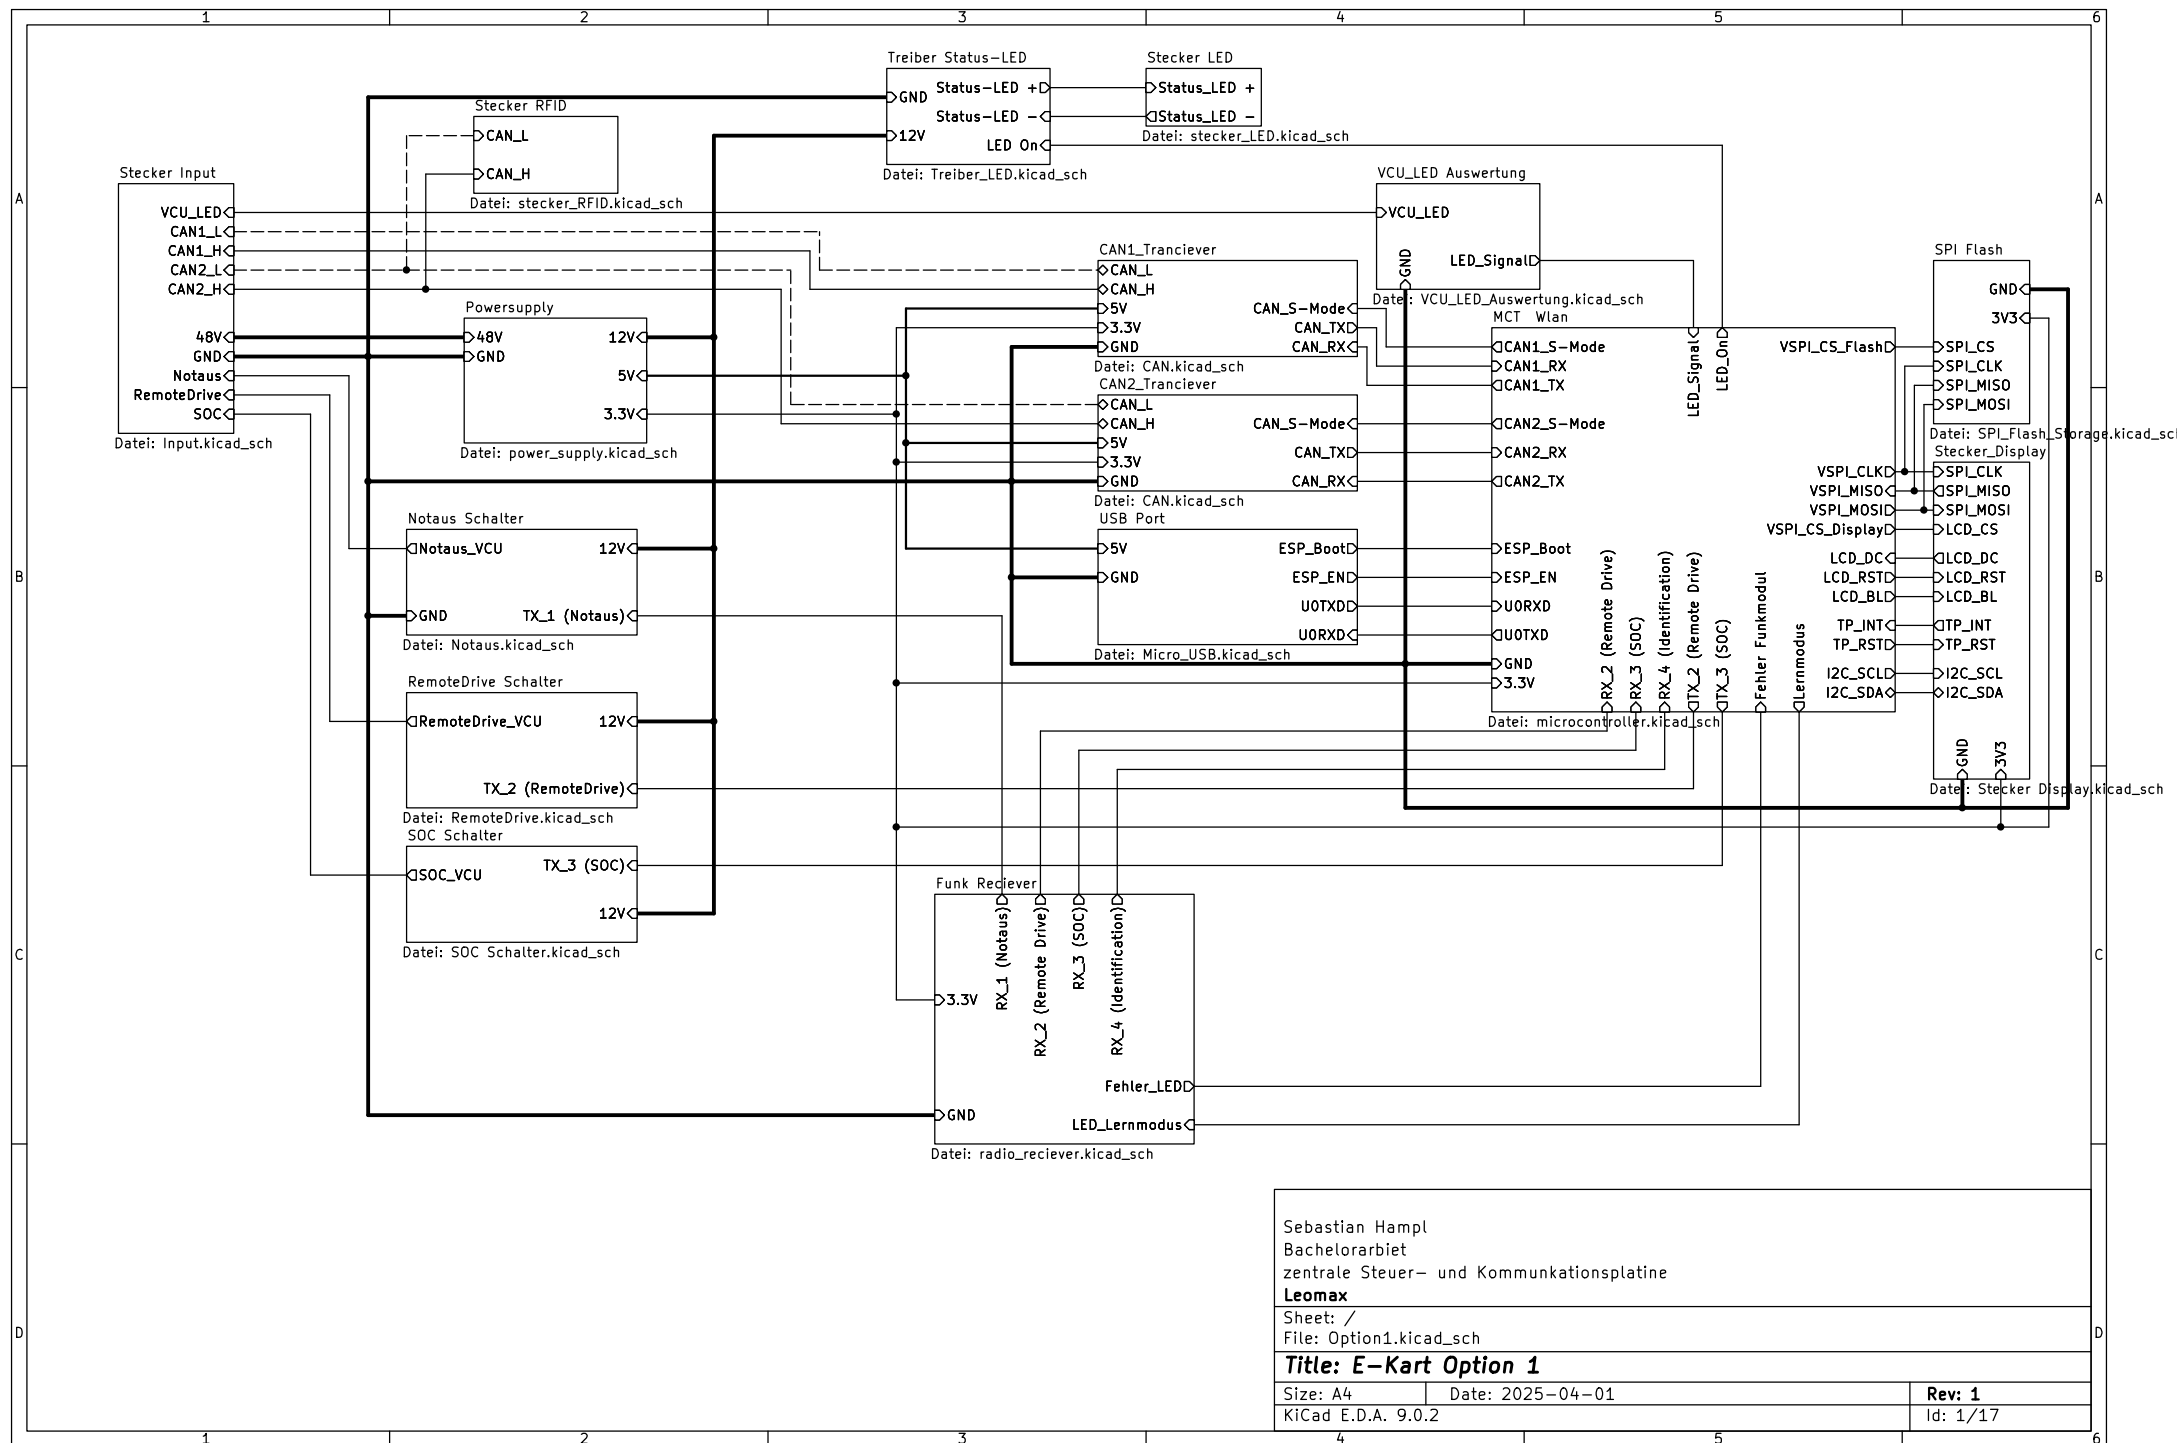 1 2 3 4 5 6
A
B
C
D
A
B
C
D
1 2 3 4 5 6
Treiber Status-LED
Status-LED +
GND
Status-LED -
12V
LED On
Datei: Treiber_LED.kicad_sch
Stecker LED
Status_LED +
Status_LED -
Datei: stecker_LED.kicad_sch
Stecker RFID
CAN_L
CAN_H
Datei: stecker_RFID.kicad_sch
Stecker Input
VCU_LED
CAN1_L
CAN1_H
CAN2_L
CAN2_H
48V
GND
Notaus
RemoteDrive
SOC
Datei: Input.kicad_sch
Powersupply
48V
GND
12V
5V
3.3V
Datei: power_supply.kicad_sch
VCU_LED Auswertung
VCU_LED
LED_Signal
GND
Datei: VCU_LED_Auswertung.kicad_sch
CAN1_Tranciever
CAN_L
CAN_H
5V
3.3V
GND
CAN_S-Mode
CAN_TX
CAN_RX
Datei: CAN.kicad_sch
CAN2_Tranciever
CAN_L
CAN_H
5V
3.3V
GND
CAN_S-Mode
CAN_TX
CAN_RX
Datei: CAN.kicad_sch
USB Port
5V
GND
ESP_Boot
ESP_EN
U0TXD
U0RXD
Datei: Micro_USB.kicad_sch
MCT Wlan
CAN1_S-Mode
CAN1_RX
CAN1_TX
CAN2_S-Mode
CAN2_RX
CAN2_TX
ESP_Boot
ESP_EN
U0RXD
U0TXD
GND
3.3V
LED_Signal
LED_On
RX_2 (Remote Drive)
RX_3 (SOC)
RX_4 (Identification)
TX_2 (Remote Drive)
TX_3 (SOC)
Fehler Funkmodul
Lernmodus
VSPI_CS_Flash
VSPI_CLK
VSPI_MISO
VSPI_MOSI
VSPI_CS_Display
LCD_DC
LCD_RST
LCD_BL
TP_INT
TP_RST
I2C_SCL
I2C_SDA
Datei: microcontroller.kicad_sch
SPI Flash
GND
3V3
SPI_CS
SPI_CLK
SPI_MISO
SPI_MOSI
Datei: SPI_Flash_Storage.kicad_sch
Stecker_Display
SPI_CLK
SPI_MISO
SPI_MOSI
LCD_CS
LCD_DC
LCD_RST
LCD_BL
TP_INT
TP_RST
I2C_SCL
I2C_SDA
GND
3V3
Datei: Stecker Display.kicad_sch
Notaus Schalter
Notaus_VCU
12V
GND
TX_1 (Notaus)
Datei: Notaus.kicad_sch
RemoteDrive Schalter
RemoteDrive_VCU
12V
TX_2 (RemoteDrive)
Datei: RemoteDrive.kicad_sch
SOC Schalter
TX_3 (SOC)
SOC_VCU
12V
Datei: SOC Schalter.kicad_sch
Funk Reciever
RX_1 (Notaus)
RX_2 (Remote Drive)
RX_3 (SOC)
RX_4 (Identification)
3.3V
Fehler_LED
GND
LED_Lernmodus
Datei: radio_reciever.kicad_sch
Sebastian Hampl
Bachelorarbiet
zentrale Steuer- und Kommunkationsplatine
Leomax
Sheet: /
File: Option1.kicad_sch
Title: E-Kart Option 1
Size: A4 Date: 2025-04-01 Rev: 1
KiCad E.D.A. 9.0.2 Id: 1/17